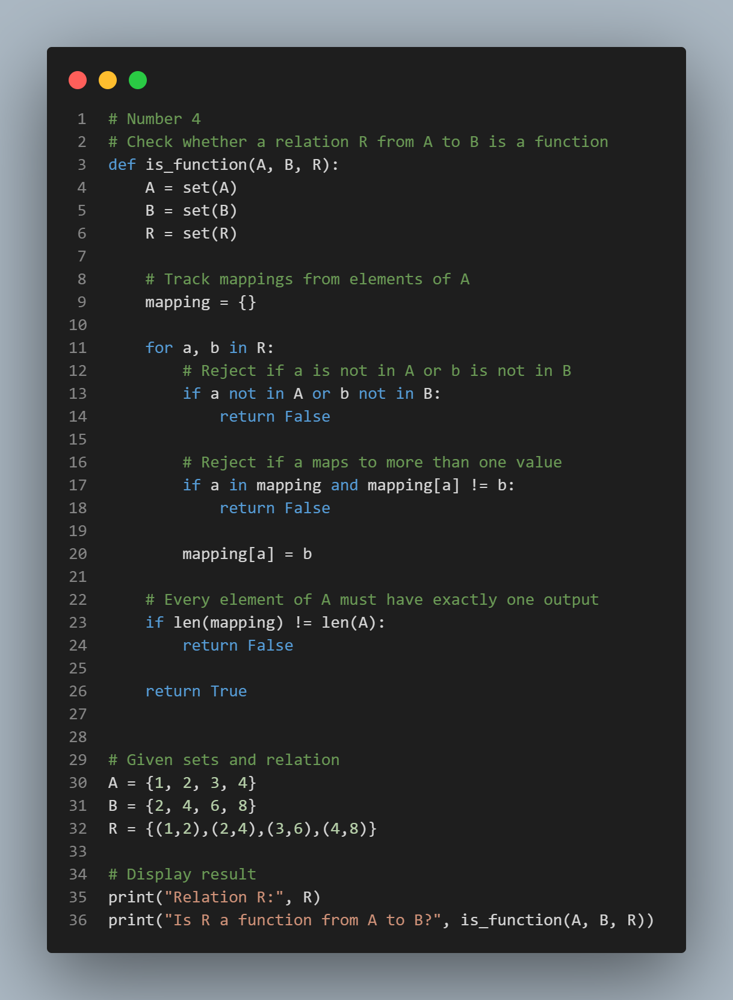 1 # Number 4
2 # Check whether a relation R from A to B is a function
3 def is_function(A, B, R):
4     A = set(A)
5     B = set(B)
6     R = set(R)
7
8     # Track mappings from elements of A
9     mapping = {}
10
11     for a, b in R:
12         # Reject if a is not in A or b is not in B
13         if a not in A or b not in B:
14             return False
15
16         # Reject if a maps to more than one value
17         if a in mapping and mapping[a] != b:
18             return False
19
20         mapping[a] = b
21
22     # Every element of A must have exactly one output
23     if len(mapping) != len(A):
24         return False
25
26     return True
27
28
29 # Given sets and relation
30 A = {1, 2, 3, 4}
31 B = {2, 4, 6, 8}
32 R = {(1,2),(2,4),(3,6),(4,8)}
33
34 # Display result
35 print("Relation R:", R)
36 print("Is R a function from A to B?", is_function(A, B, R))